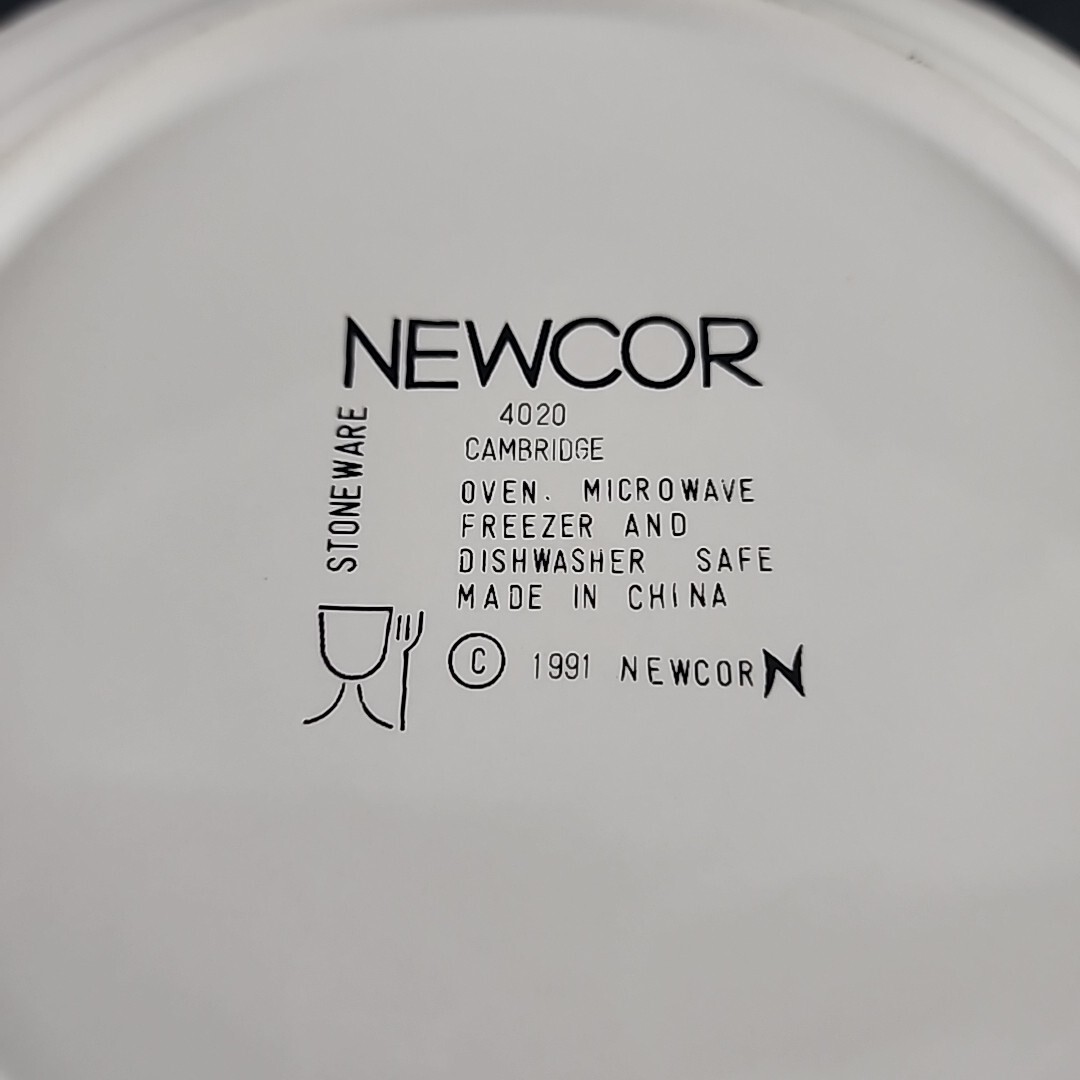 NEWCOR
STONEWARE
4020
CAMBRIDGE
OVEN. MICROWAVE
FREEZER AND
DISHWASHER SAFE
MADE IN CHINA
© 1991 NEWCOR N